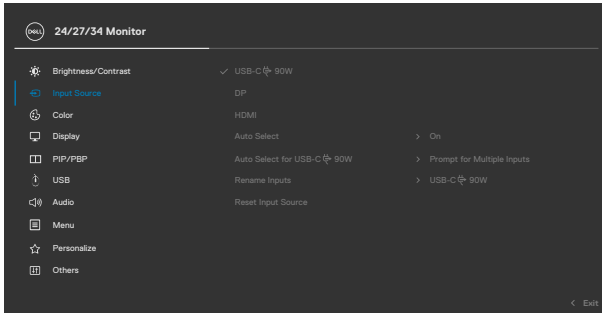 DELL 24/27/34 Monitor
Brightness/Contrast USB-C 90W
Input Source DP
Color HDMI
Display Auto Select On
PIP/PBP Auto Select for USB-C 90W Prompt for Multiple Inputs
USB Rename Inputs USB-C 90W
Audio Reset Input Source
Menu
Personalize
Others
Exit